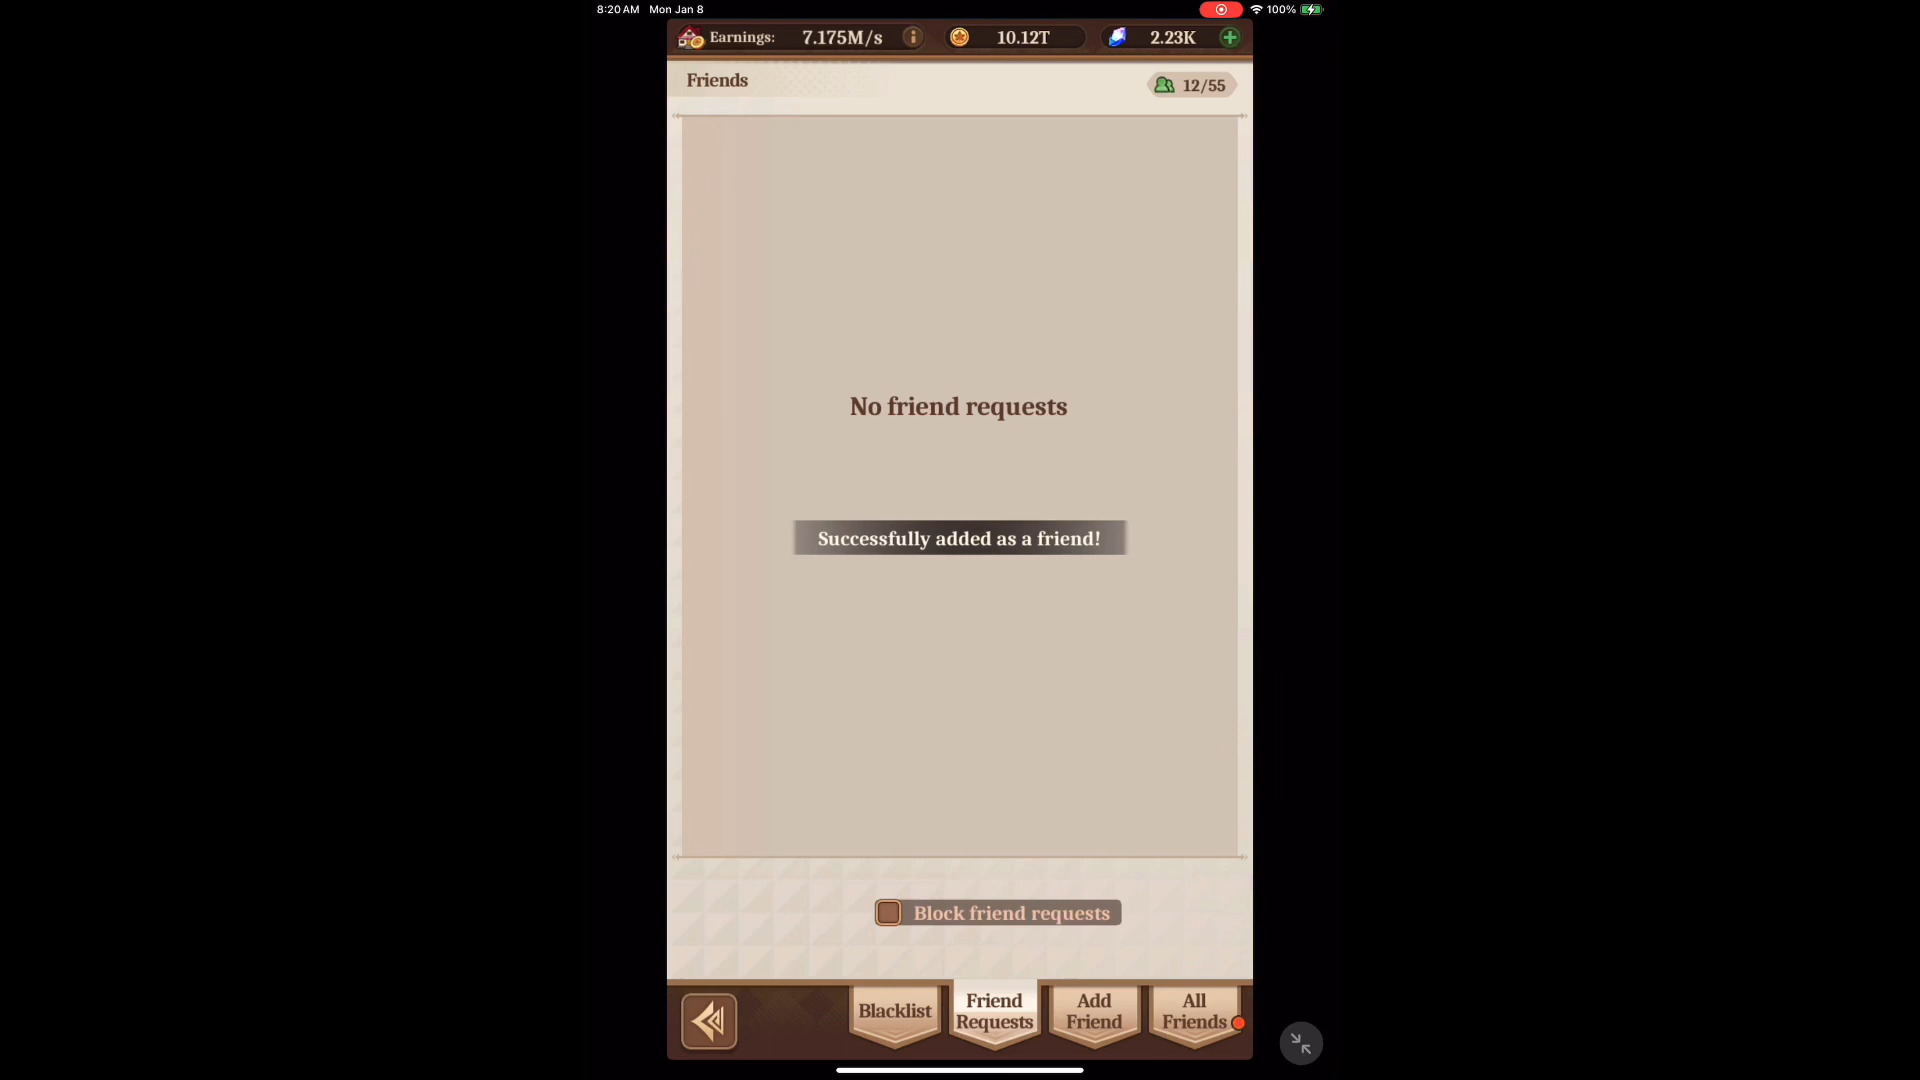 8:20 AM Mon Jan 8
100%
Earnings: 7.175M/s 10.12T 2.23K
Friends
12/55
No friend requests
Successfully added as a friend!
Block friend requests
Blacklist
Friend
Requests
Add
Friend
All
Friends